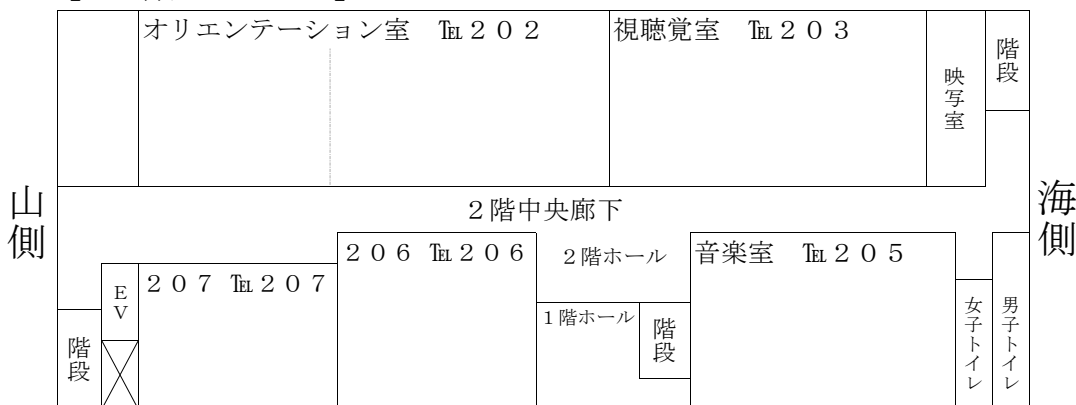 オリエンテーション室 ℡２０２
視聴覚室 ℡２０３
映写室
階段
山側
海側
２階中央廊下
２０６ ℡２０６
２階ホール
音楽室 ℡２０５
２０７ ℡２０７
EV
１階ホール
階段
階段
女子トイレ
男子トイレ